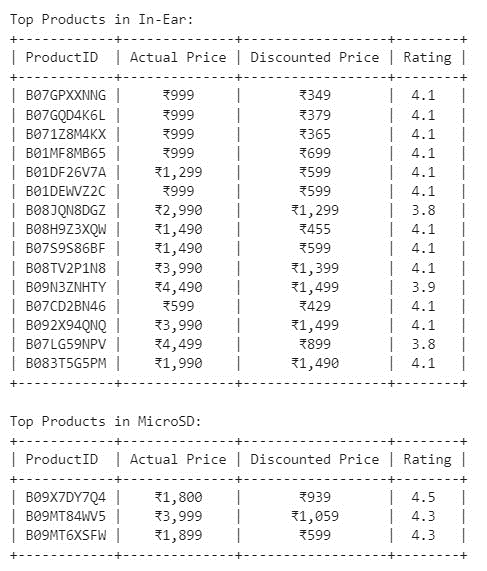 Top Products in In-Ear:
+------------+--------------+------------------+--------+
| ProductID | Actual Price | Discounted Price | Rating |
+------------+--------------+------------------+--------+
| B07GPXXNNG | ₹999 | ₹349 | 4.1 |
| B07GQD4K6L | ₹999 | ₹379 | 4.1 |
| B071Z8M4KX | ₹999 | ₹365 | 4.1 |
| B01MF8MB65 | ₹999 | ₹699 | 4.1 |
| B01DF26V7A | ₹1,299 | ₹599 | 4.1 |
| B01DEWVZ2C | ₹999 | ₹599 | 4.1 |
| B08JQN8DGZ | ₹2,990 | ₹1,299 | 3.8 |
| B08H9Z3XQW | ₹1,490 | ₹455 | 4.1 |
| B07S9S86BF | ₹1,490 | ₹599 | 4.1 |
| B08TV2P1N8 | ₹3,990 | ₹1,399 | 4.1 |
| B09N3ZNHTY | ₹4,490 | ₹1,499 | 3.9 |
| B07CD2BN46 | ₹599 | ₹429 | 4.1 |
| B092X94QNQ | ₹3,990 | ₹1,499 | 4.1 |
| B07LG59NPV | ₹4,499 | ₹899 | 3.8 |
| B083T5G5PM | ₹1,990 | ₹1,490 | 4.1 |
+------------+--------------+------------------+--------+
Top Products in MicroSD:
+------------+--------------+------------------+--------+
| ProductID | Actual Price | Discounted Price | Rating |
+------------+--------------+------------------+--------+
| B09X7DY7Q4 | ₹1,800 | ₹939 | 4.5 |
| B09MT84WV5 | ₹3,999 | ₹1,059 | 4.3 |
| B09MT6XSFW | ₹1,899 | ₹599 | 4.3 |
+------------+--------------+------------------+--------+